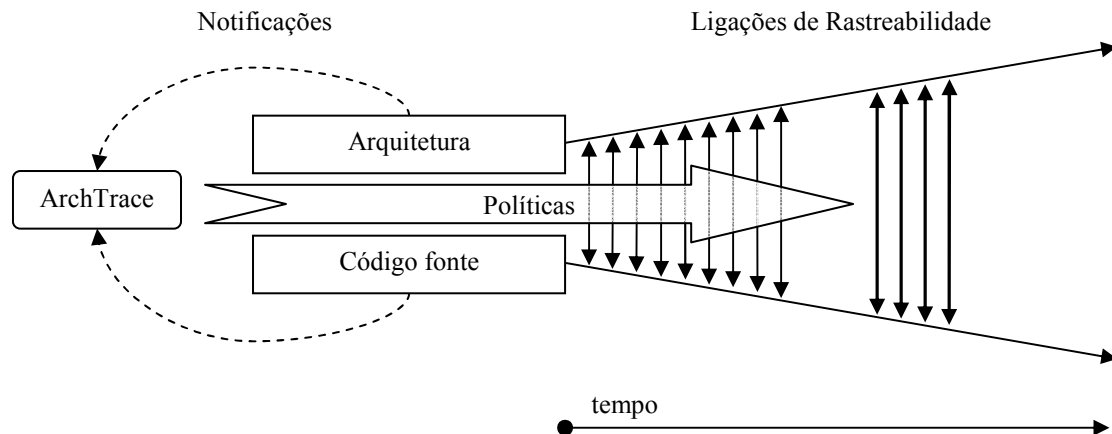 Notificações
Ligações de Rastreabilidade
Arquitetura
ArchTrace
Políticas
Código fonte
tempo